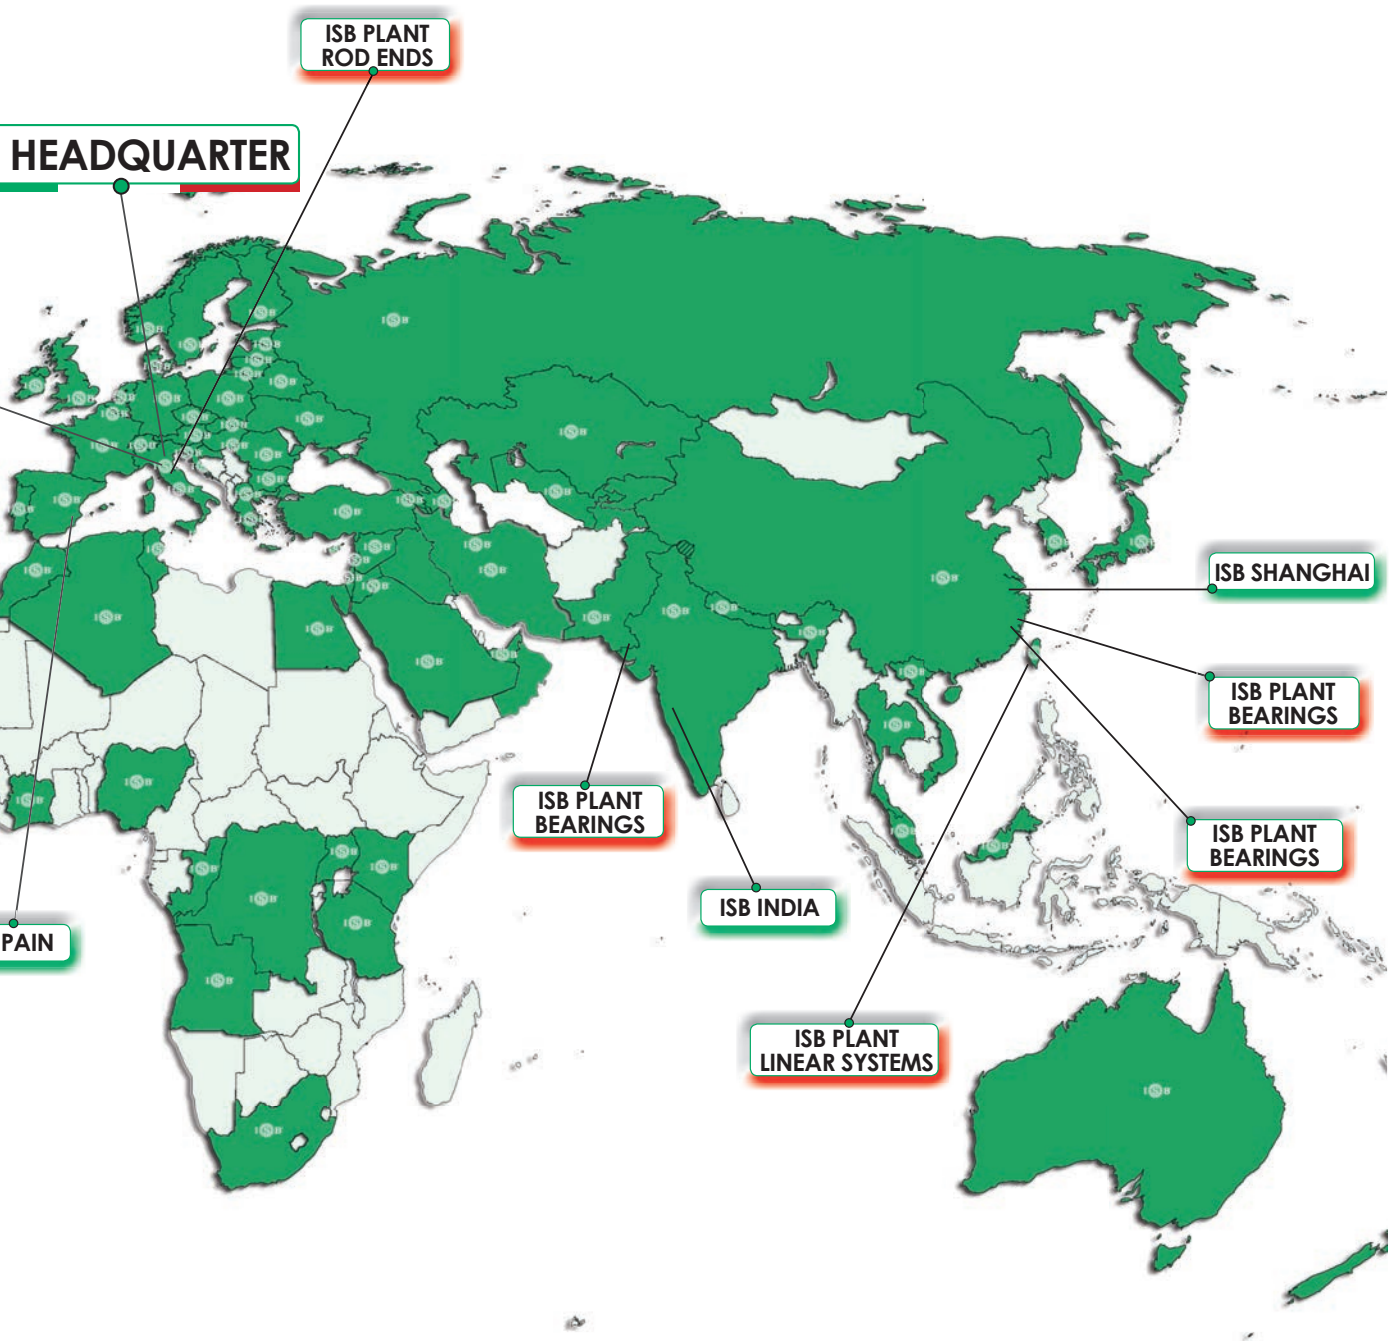 ISB PLANT
ROD ENDS
HEADQUARTER
ISB SHANGHAI
ISB PLANT
BEARINGS
ISB PLANT
BEARINGS
ISB PLANT
BEARINGS
ISB INDIA
PAIN
ISB PLANT
LINEAR SYSTEMS